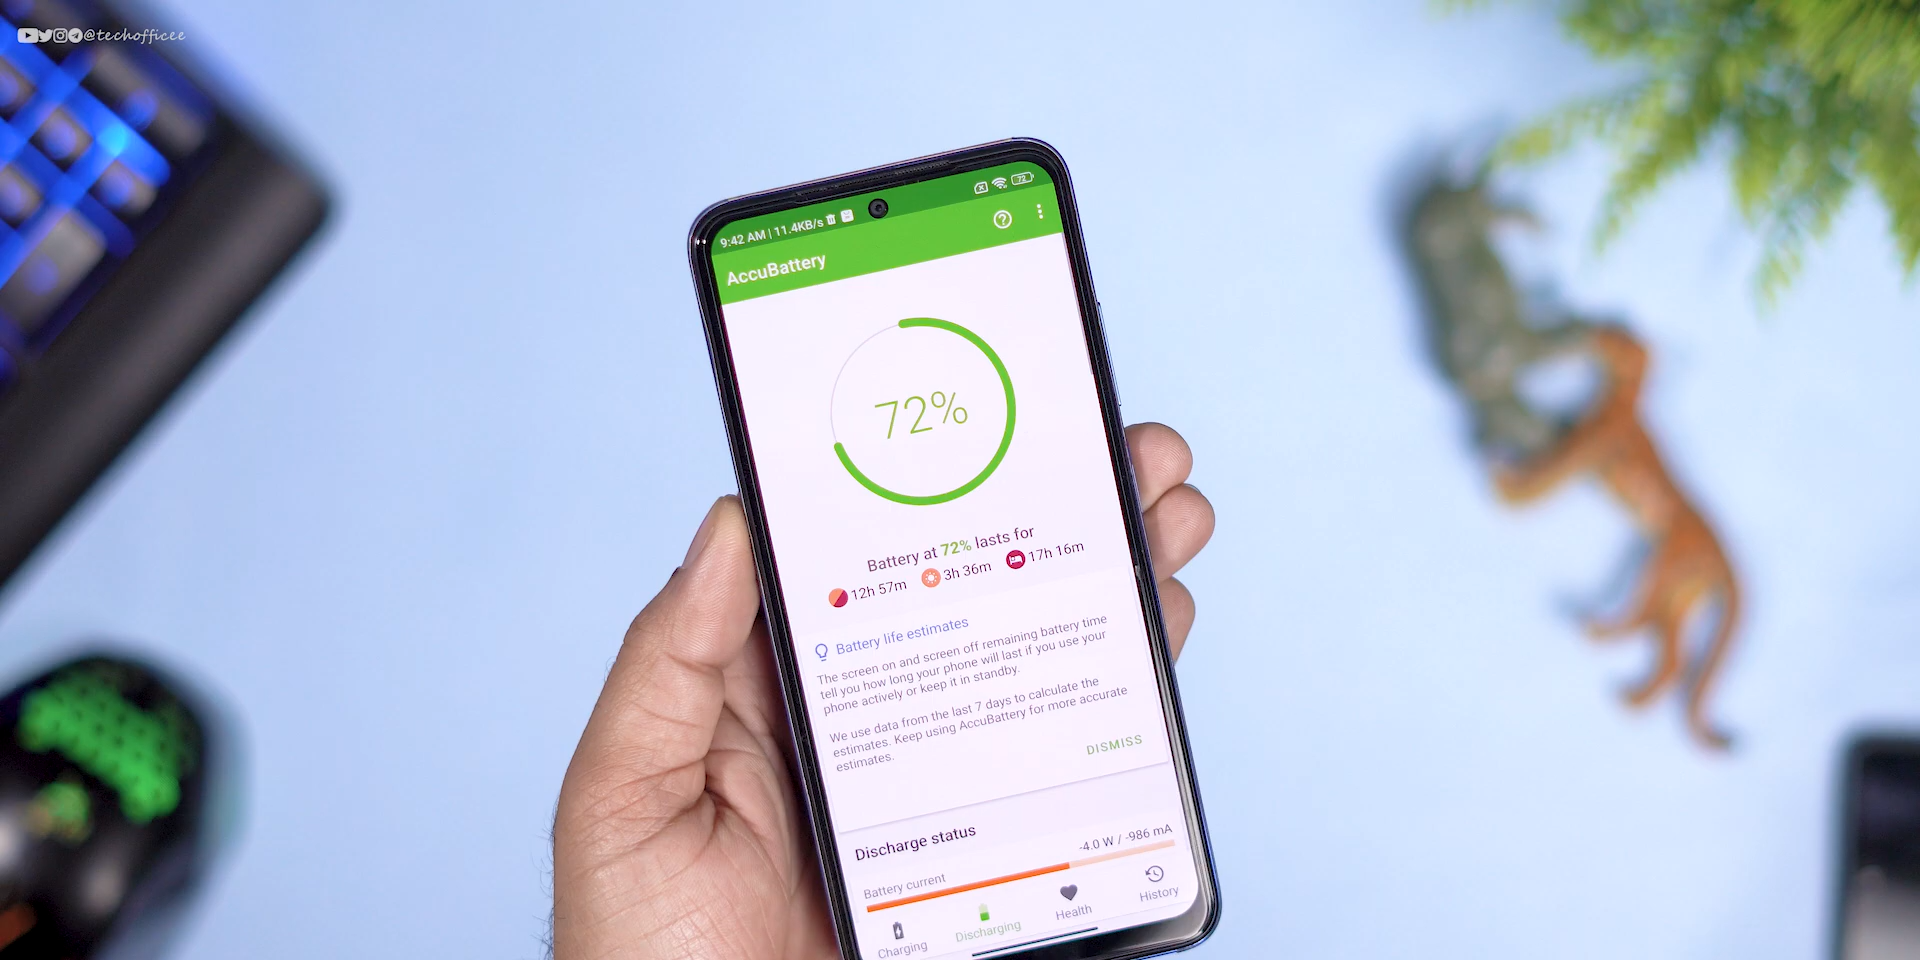 @techofficee
9:42 AM | 11.4KB/s
72
AccuBattery
72%
Battery at 72% lasts for
12h 57m 3h 36m 17h 16m
Battery life estimates
The screen on and screen off remaining battery time
tell you how long your phone will last if you use your
phone actively or keep it in standby.
We use data from the last 7 days to calculate the
estimates. Keep using AccuBattery for more accurate
estimates.
DISMISS
Discharge status
-4.0 W / -986 mA
Battery current
Charging Discharging Health History